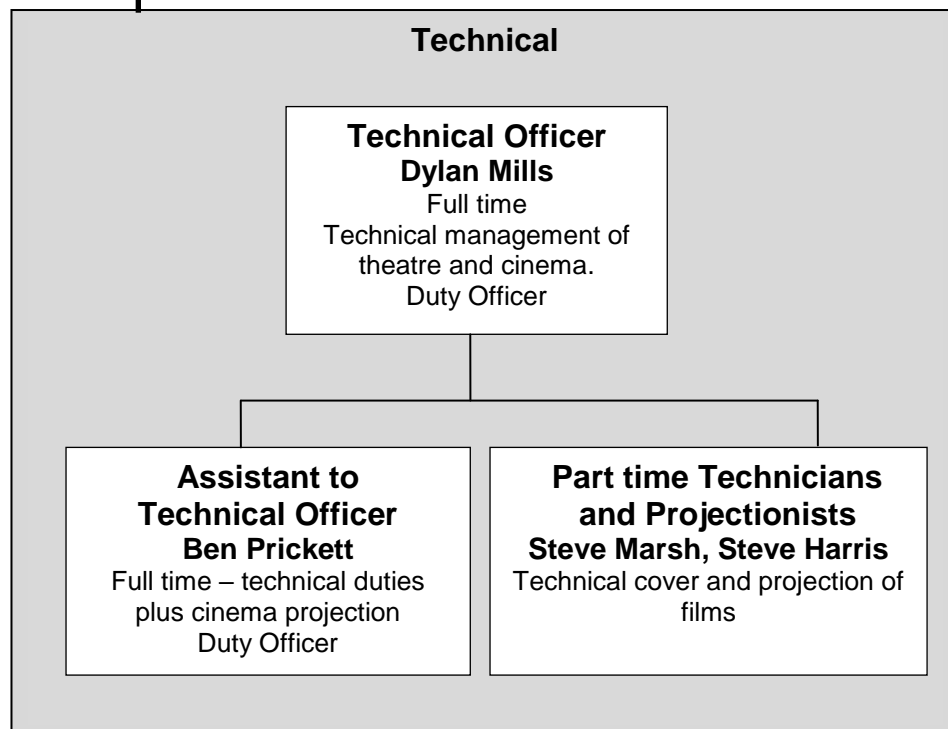 Technical
Technical Officer
Dylan Mills
Full time
Technical management of
theatre and cinema.
Duty Officer
Assistant to
Technical Officer
Ben Prickett
Full time – technical duties
plus cinema projection
Duty Officer
Part time Technicians
and Projectionists
Steve Marsh, Steve Harris
Technical cover and projection of
films